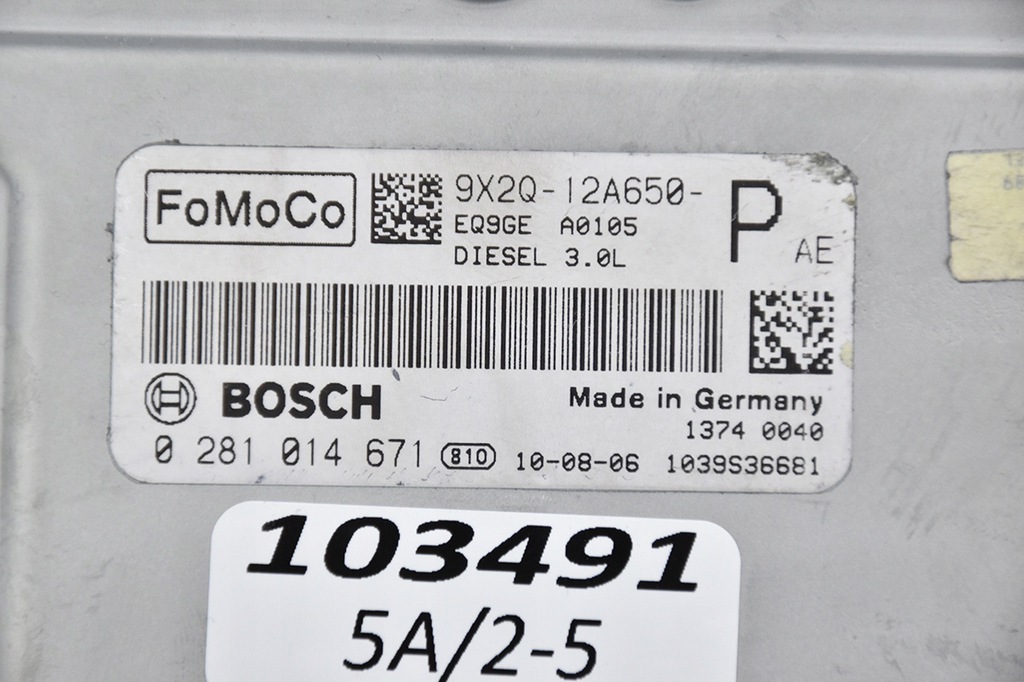 FoMoCo
9X2Q-12A650-
P
AE
EQ9GE A0105
DIESEL 3.0L
BOSCH
Made in Germany
1374 0040
0 281 014 671 810 10-08-06 1039S36681
103491
5A/2-5